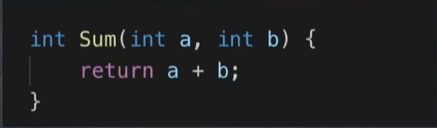 int Sum(int a, int b) {
    return a + b;
}